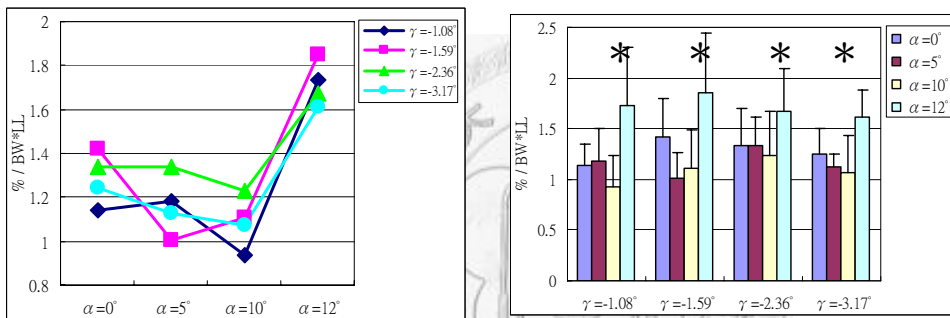 2
1.8
1.6
1.4
1.2
1
0.8
% / BW*LL
α=0° α=5° α=10° α=12°
γ=-1.08°
γ=-1.59°
γ=-2.36°
γ=-3.17°
2.5
2
1.5
1
0.5
0
% / BW*LL
* * * *
γ=-1.08° γ=-1.59° γ=-2.36° γ=-3.17°
α=0°
α=5°
α=10°
α=12°